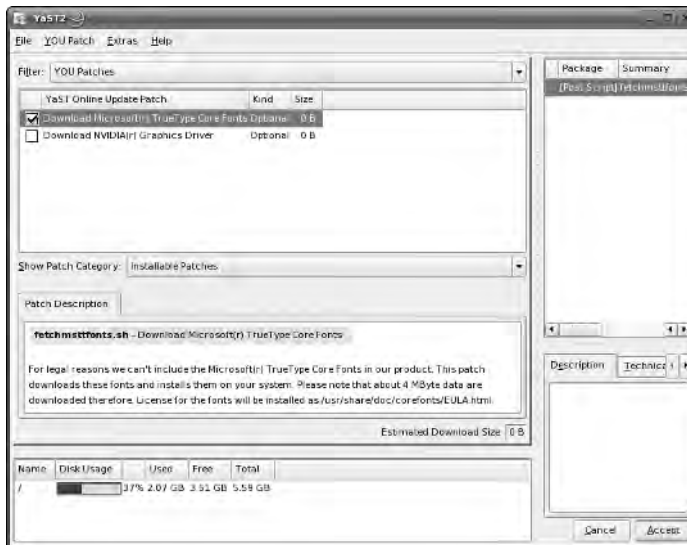 YaST2
File YOU Patch Extras Help
Filter: YOU Patches
YaST Online Update Patch Kind Size
Download Microsoft(r) TrueType Core Fonts Optional 0 B
Download NVIDIA(r) Graphics Driver Optional 0 B
Show Patch Category: Installable Patches
Patch Description
fetchmsttfonts.sh - Download Microsoft(r) TrueType Core Fonts
For legal reasons we can't include the Microsoft(r) TrueType Core Fonts in our product. This patch
downloads these fonts and installs them on your system. Please note that about 4 MByte data are
downloaded therefore. License for the fonts will be installed as /usr/share/doc/corefonts/EULA.html.
Estimated Download Size 0 B
Name Disk Usage Used Free Total
/ 37% 2.07 GB 3.51 GB 5.59 GB
Package Summary
[Post Script] fetchmsttfonts
Description Technical
Cancel Accept